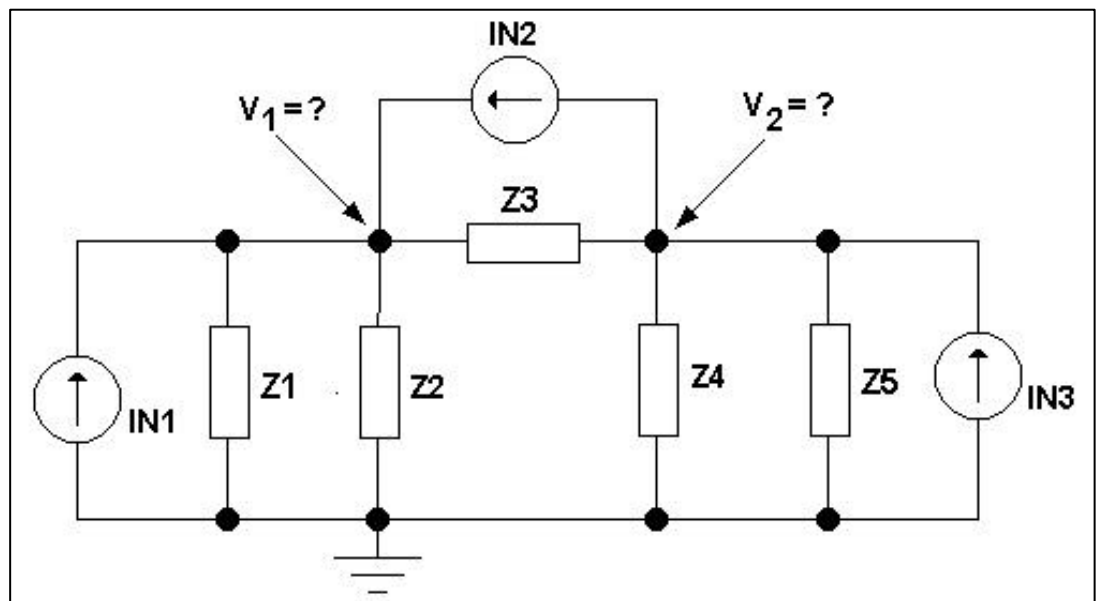 IN2
V1 = ?
V2 = ?
Z3
IN1
Z1
Z2
Z4
Z5
IN3